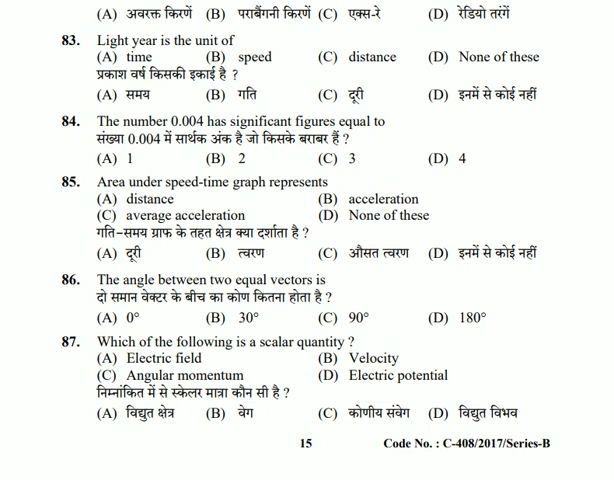 (A) अवरक्त किरणें (B) पराबैंगनी किरणें (C) एक्स-रे (D) रेडियो तरंगें
83. Light year is the unit of
(A) time (B) speed (C) distance (D) None of these
प्रकाश वर्ष किसकी इकाई है ?
(A) समय (B) गति (C) दूरी (D) इनमें से कोई नहीं
84. The number 0.004 has significant figures equal to
संख्या 0.004 में सार्थक अंक है जो किसके बराबर हैं ?
(A) 1 (B) 2 (C) 3 (D) 4
85. Area under speed-time graph represents
(A) distance (B) acceleration
(C) average acceleration (D) None of these
गति-समय ग्राफ के तहत क्षेत्र क्या दर्शाता है ?
(A) दूरी (B) त्वरण (C) औसत त्वरण (D) इनमें से कोई नहीं
86. The angle between two equal vectors is
दो समान वेक्टर के बीच का कोण कितना होता है ?
(A) 0° (B) 30° (C) 90° (D) 180°
87. Which of the following is a scalar quantity ?
(A) Electric field (B) Velocity
(C) Angular momentum (D) Electric potential
निम्नांकित में से स्केलर मात्रा कौन सी है ?
(A) विद्युत क्षेत्र (B) वेग (C) कोणीय संवेग (D) विद्युत विभव
15 Code No. : C-408/2017/Series-B